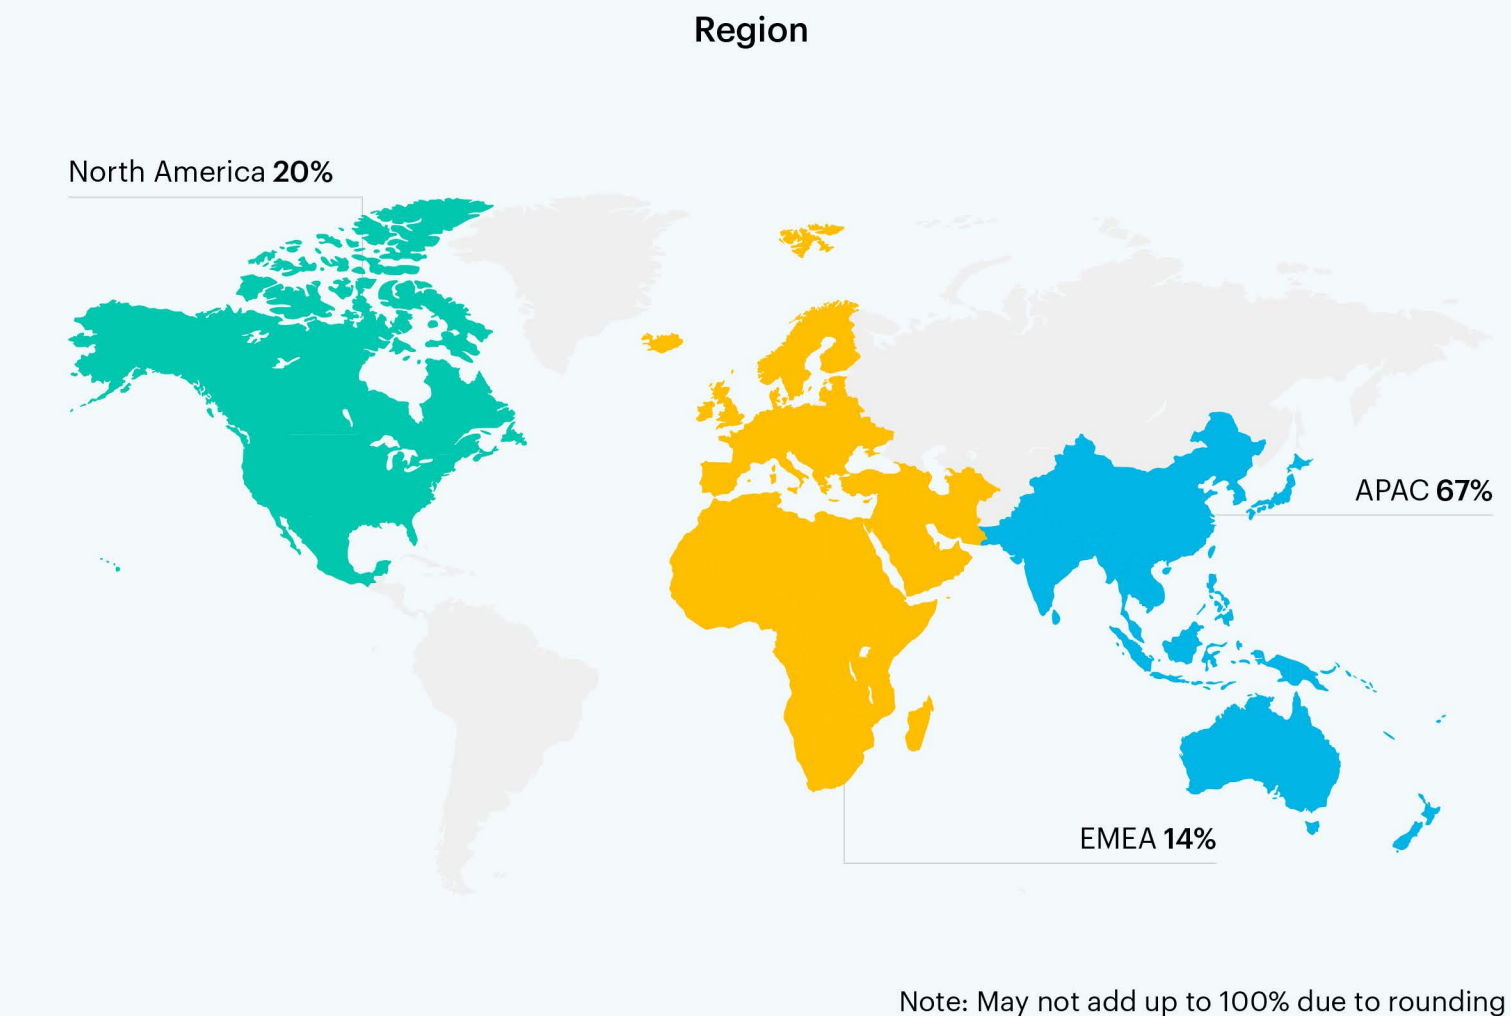 Region
North America 20%
APAC 67%
EMEA 14%
Note: May not add up to 100% due to rounding